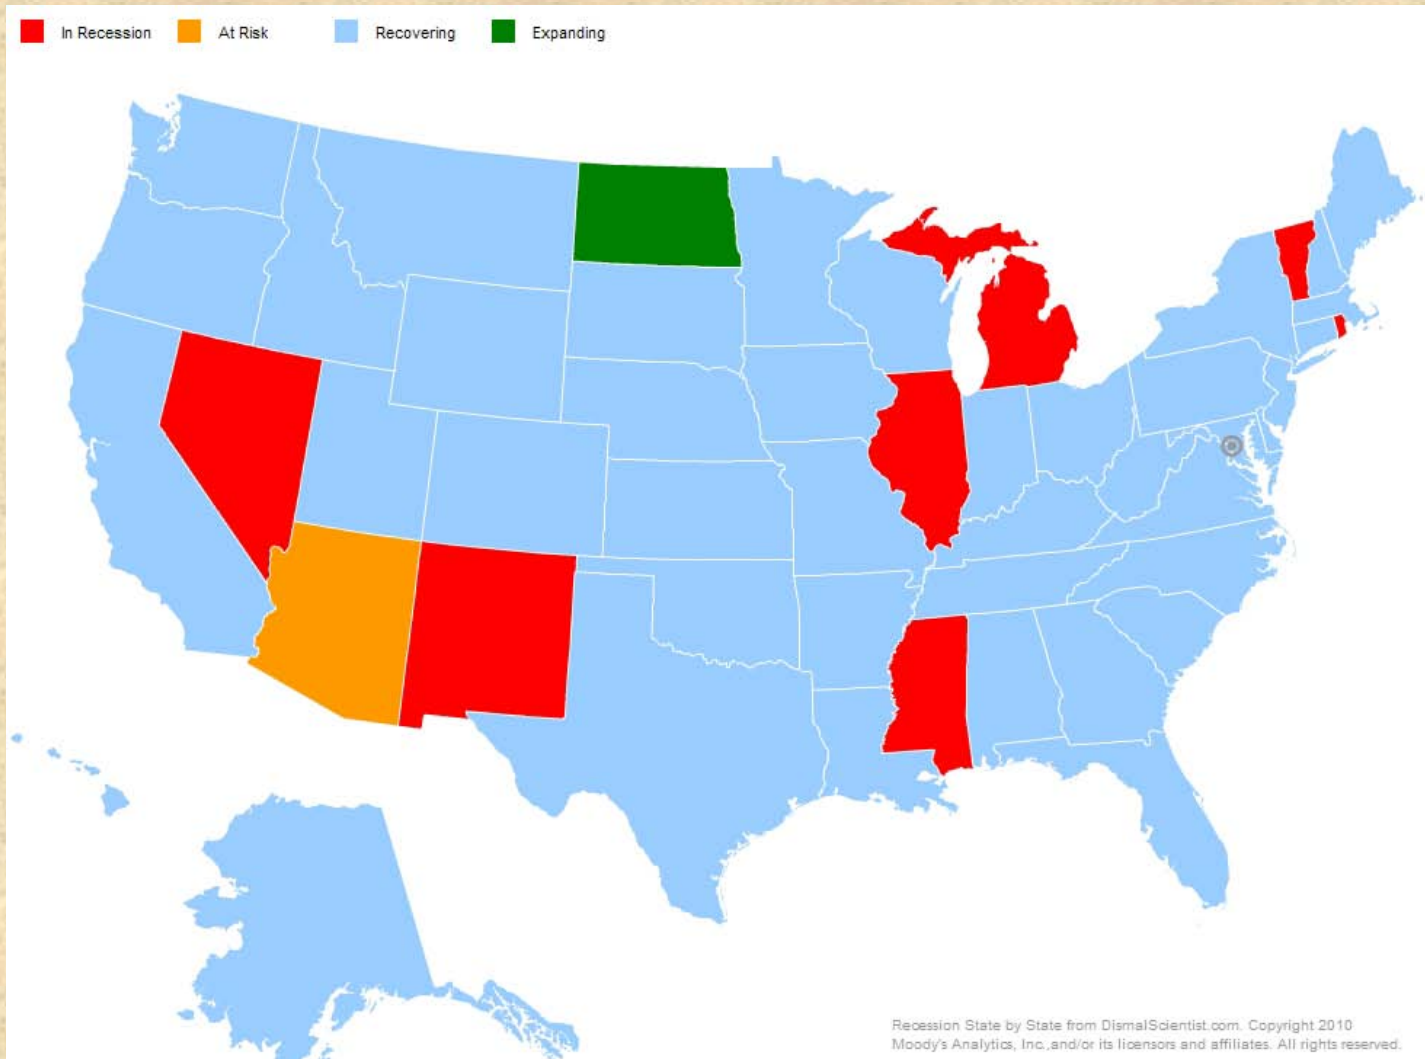 In Recession At Risk Recovering Expanding
Recession State by State from DismalScientist.com. Copyright 2010
Moody's Analytics, Inc.,and/or its licensors and affiliates. All rights reserved.